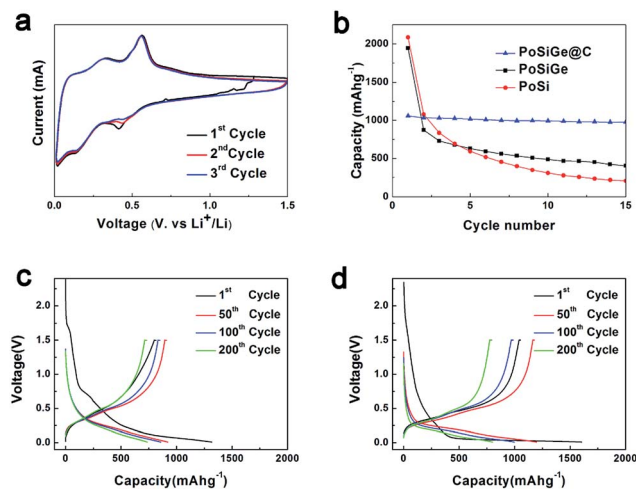 a
Current (mA)
1st Cycle
2nd Cycle
3rd Cycle
0.0 0.5 1.0 1.5
Voltage (V. vs Li+/Li)
b
Capacity (mAhg-1)
2000
1500
1000
500
0
PoSiGe@C
PoSiGe
PoSi
0 5 10 15
Cycle number
c
Voltage(V)
2.0
1.5
1.0
0.5
0.0
1st Cycle
50th Cycle
100th Cycle
200th Cycle
0 500 1000 1500 2000
Capacity(mAhg-1)
d
Voltage(V)
2.0
1.5
1.0
0.5
0.0
1st Cycle
50th Cycle
100th Cycle
200th Cycle
0 500 1000 1500 2000
Capacity(mAhg-1)